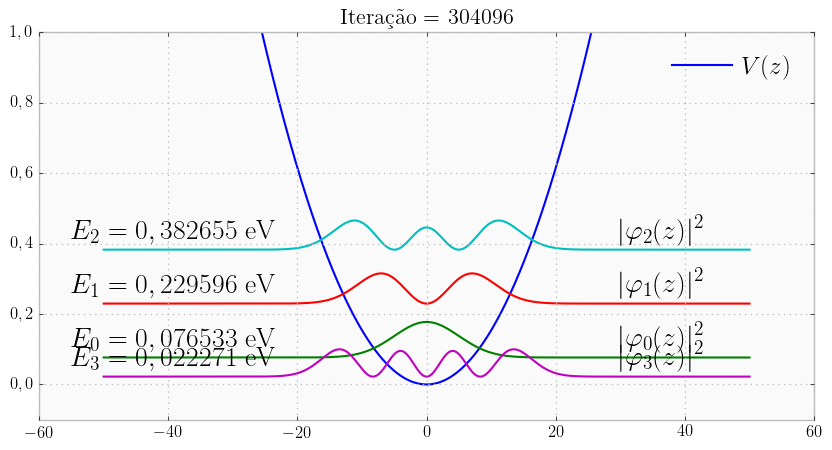 Iteração = 304096
1,0
0,8
0,6
0,4
0,2
0,0
V(z)
E₂ = 0,382655 eV
|φ₂(z)|²
E₁ = 0,229596 eV
|φ₁(z)|²
E₀ = 0,076533 eV
|φ₀(z)|²
E₃ = 0,022271 eV
|φ₃(z)|²
−60 −40 −20 0 20 40 60